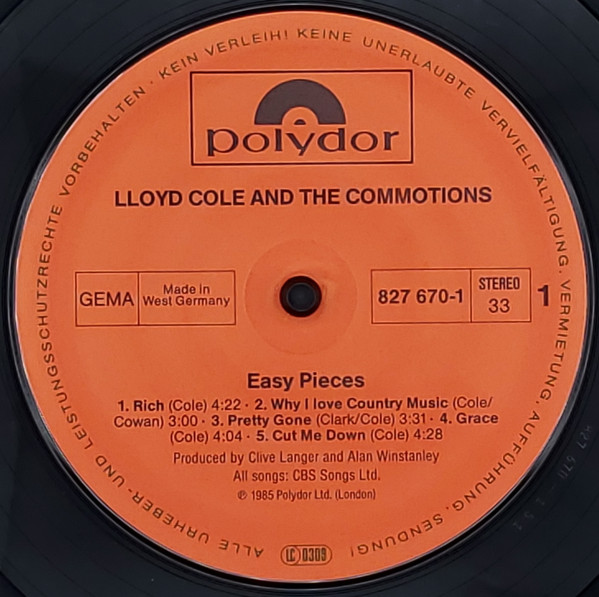 ALLE URHEBER- UND LEISTUNGSSCHUTZRECHTE VORBEHALTEN · KEIN VERLEIH! KEINE UNERLAUBTE VERVIELFÄLTIGUNG, VERMIETUNG, AUFFÜHRUNG, SENDUNG!
polydor
LLOYD COLE AND THE COMMOTIONS
GEMA
Made in
West Germany
827 670-1
STEREO
33
1
Easy Pieces
1. Rich (Cole) 4:22 · 2. Why I love Country Music (Cole/
Cowan) 3:00 · 3. Pretty Gone (Clark/Cole) 3:31 · 4. Grace
(Cole) 4:04 · 5. Cut Me Down (Cole) 4:28
Produced by Clive Langer and Alan Winstanley
All songs: CBS Songs Ltd.
℗ 1985 Polydor Ltd. (London)
LC 0309